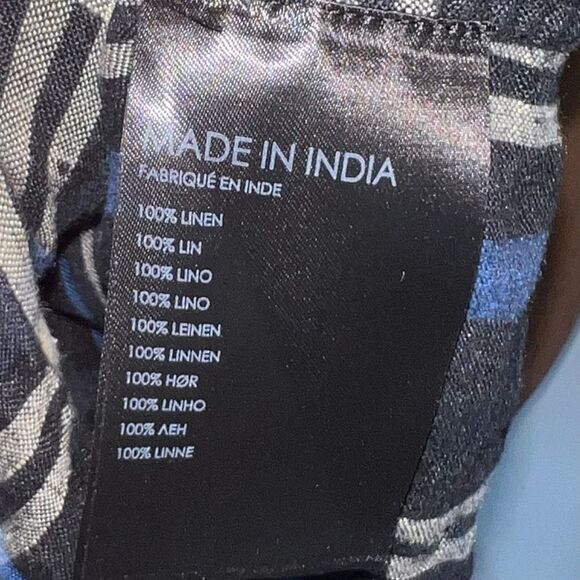 MADE IN INDIA
FABRIQUÉ EN INDE
100% LINEN
100% LIN
100% LINO
100% LINO
100% LEINEN
100% LINNEN
100% HØR
100% LINHO
100% ΛEH
100% LINNE